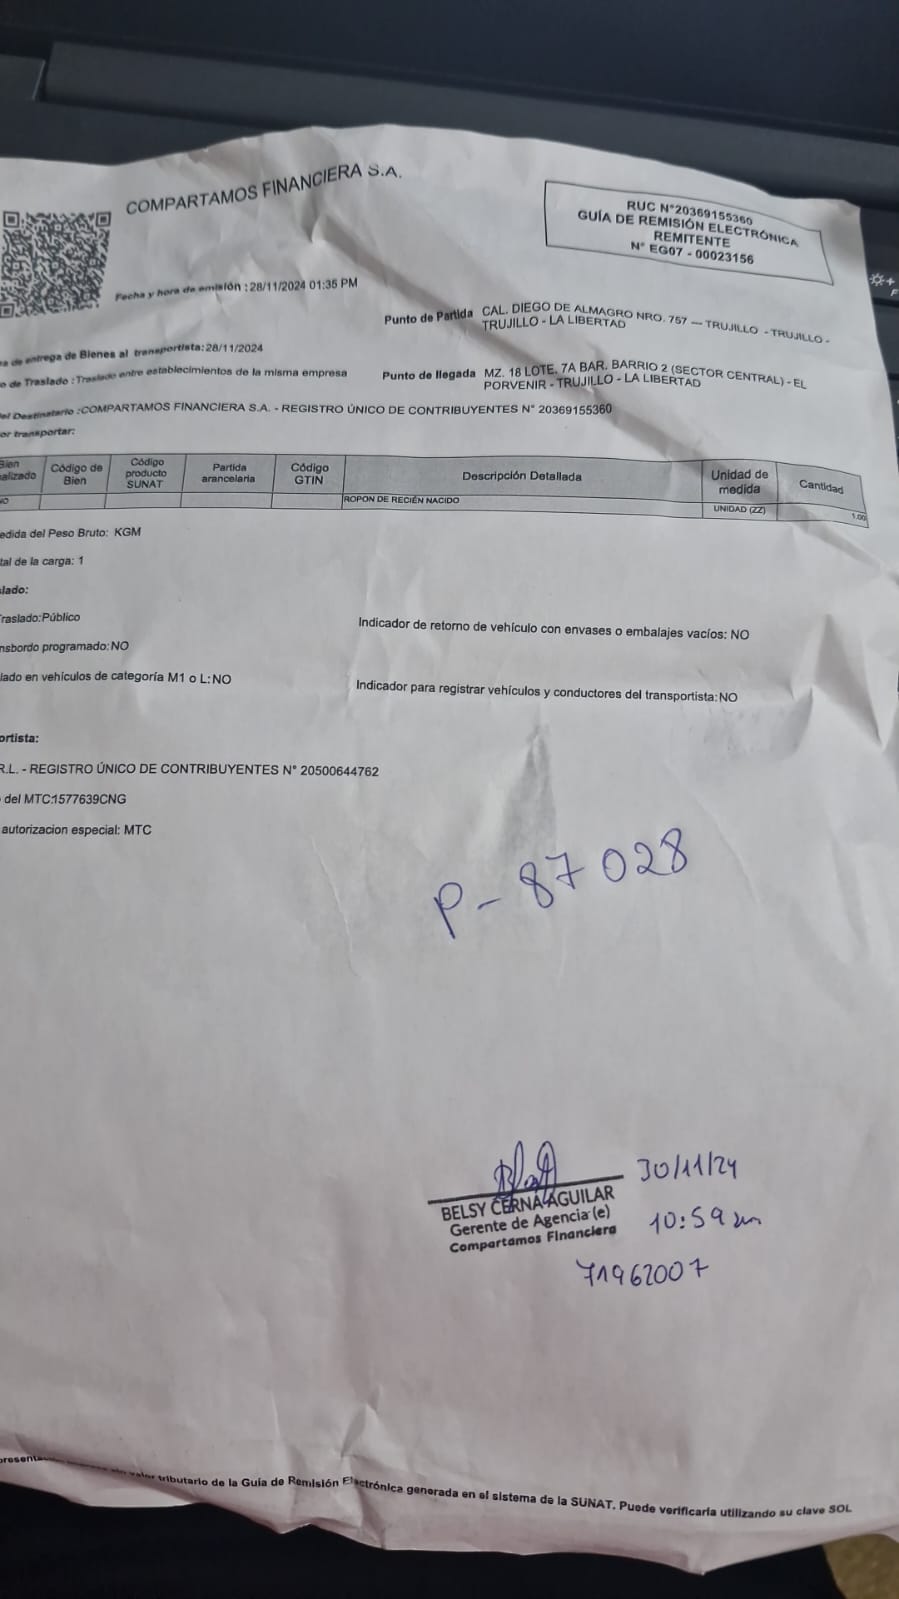 COMPARTAMOS FINANCIERA S.A.
RUC N°20369155360
GUÍA DE REMISIÓN ELECTRÓNICA
REMITENTE
N° EG07 - 00023156
Fecha y hora de emisión : 28/11/2024 01:35 PM
Punto de Partida CAL. DIEGO DE ALMAGRO NRO. 757 --- TRUJILLO - TRUJILLO -
TRUJILLO - LA LIBERTAD
de entrega de Bienes al transportista: 28/11/2024
o de Traslado : Traslado entre establecimientos de la misma empresa
Punto de llegada MZ. 18 LOTE. 7A BAR. BARRIO 2 (SECTOR CENTRAL) - EL
PORVENIR - TRUJILLO - LA LIBERTAD
del Destinatario : COMPARTAMOS FINANCIERA S.A. - REGISTRO ÚNICO DE CONTRIBUYENTES N° 20369155360
or transportar:
Bien
alizado
Código de
Bien
Código
producto
SUNAT
Partida
arancelaria
Código
GTIN
Descripción Detallada
Unidad de
medida
Cantidad
NO ROPON DE RECIÉN NACIDO UNIDAD (ZZ) 1.00
edida del Peso Bruto: KGM
tal de la carga: 1
lado:
Traslado: Público
Indicador de retorno de vehículo con envases o embalajes vacíos: NO
nsbordo programado: NO
lado en vehículos de categoría M1 o L: NO
Indicador para registrar vehículos y conductores del transportista: NO
ortista:
R.L. - REGISTRO ÚNICO DE CONTRIBUYENTES N° 20500644762
del MTC:1577639CNG
autorizacion especial: MTC
P- 87028
30/11/24
BELSY CERNA AGUILAR
Gerente de Agencia (e)
Compartamos Financiera
10:59 am
71962007
tributario de la Guía de Remisión Electrónica generada en el sistema de la SUNAT. Puede verificarla utilizando su clave SOL